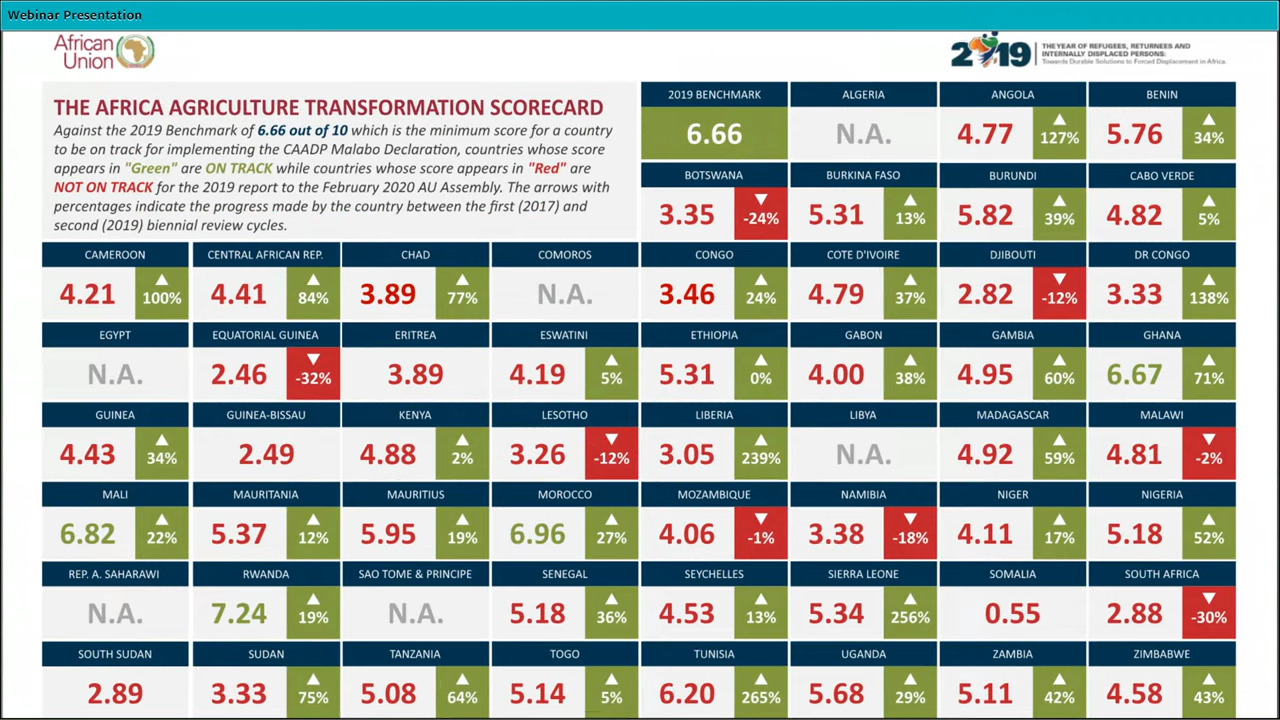 Webinar Presentation
African
Union
2019
THE YEAR OF REFUGEES, RETURNEES AND
INTERNALLY DISPLACED PERSONS:
Towards Durable Solutions to Forced Displacement in Africa.
THE AFRICA AGRICULTURE TRANSFORMATION SCORECARD
Against the 2019 Benchmark of 6.66 out of 10 which is the minimum score for a country
to be on track for implementing the CAADP Malabo Declaration, countries whose score
appears in "Green" are ON TRACK while countries whose score appears in "Red" are
NOT ON TRACK for the 2019 report to the February 2020 AU Assembly. The arrows with
percentages indicate the progress made by the country between the first (2017) and
second (2019) biennial review cycles.
2019 BENCHMARK ALGERIA ANGOLA BENIN
6.66 N.A. 4.77 127% 5.76 34%
BOTSWANA BURKINA FASO BURUNDI CABO VERDE
3.35 -24% 5.31 13% 5.82 39% 4.82 5%
CAMEROON CENTRAL AFRICAN REP. CHAD COMOROS CONGO COTE D'IVOIRE DJIBOUTI DR CONGO
4.21 100% 4.41 84% 3.89 77% N.A. 3.46 24% 4.79 37% 2.82 -12% 3.33 138%
EGYPT EQUATORIAL GUINEA ERITREA ESWATINI ETHIOPIA GABON GAMBIA GHANA
N.A. 2.46 -32% 3.89 4.19 5% 5.31 0% 4.00 38% 4.95 60% 6.67 71%
GUINEA GUINEA-BISSAU KENYA LESOTHO LIBERIA LIBYA MADAGASCAR MALAWI
4.43 34% 2.49 4.88 2% 3.26 -12% 3.05 239% N.A. 4.92 59% 4.81 -2%
MALI MAURITANIA MAURITIUS MOROCCO MOZAMBIQUE NAMIBIA NIGER NIGERIA
6.82 22% 5.37 12% 5.95 19% 6.96 27% 4.06 -1% 3.38 -18% 4.11 17% 5.18 52%
REP. A. SAHARAWI RWANDA SAO TOME & PRINCIPE SENEGAL SEYCHELLES SIERRA LEONE SOMALIA SOUTH AFRICA
N.A. 7.24 19% N.A. 5.18 36% 4.53 13% 5.34 256% 0.55 2.88 -30%
SOUTH SUDAN SUDAN TANZANIA TOGO TUNISIA UGANDA ZAMBIA ZIMBABWE
2.89 3.33 75% 5.08 64% 5.14 5% 6.20 265% 5.68 29% 5.11 42% 4.58 43%